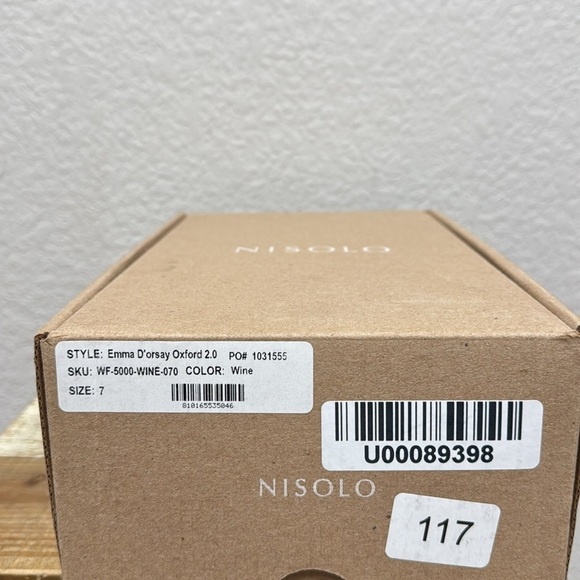 NISOLO
STYLE: Emma D'orsay Oxford 2.0 PO# 1031555
SKU: WF-5000-WINE-070 COLOR: Wine
SIZE: 7
810165535046
U00089398
NISOLO
117